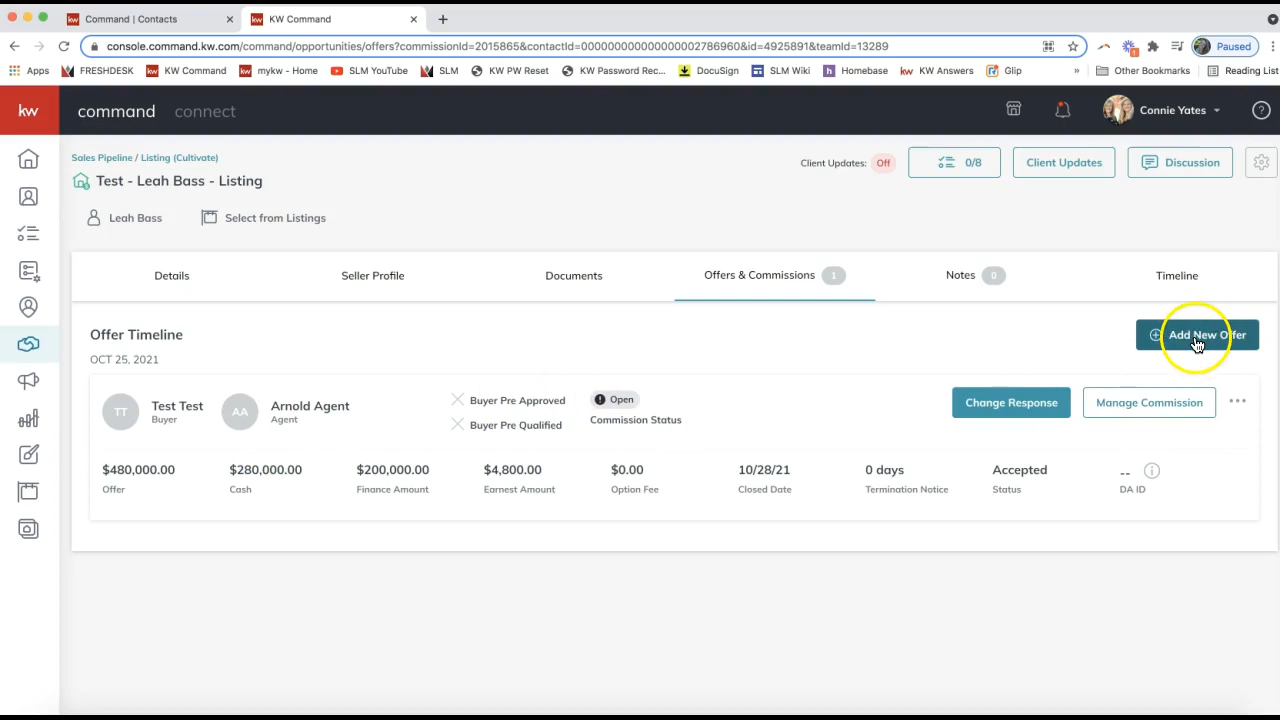 kw Command | Contacts
kw KW Command
console.command.kw.com/command/opportunities/offers?commissionId=2015865&contactId=000000000000000002786960&id=4925891&teamId=13289
Paused
Apps FRESHDESK kw KW Command kw mykw - Home SLM YouTube SLM KW PW Reset KW Password Rec... DocuSign SLM Wiki h Homebase kw KW Answers Glip » Other Bookmarks Reading List
kw command connect Connie Yates ?
Sales Pipeline / Listing (Cultivate)
Client Updates: Off 0/8 Client Updates Discussion
Test - Leah Bass - Listing
Leah Bass Select from Listings
Details Seller Profile Documents Offers & Commissions 1 Notes 0 Timeline
Offer Timeline
Add New Offer
OCT 25, 2021
TT Test Test
Buyer
AA Arnold Agent
Agent
Buyer Pre Approved
Buyer Pre Qualified
Open
Commission Status
Change Response Manage Commission
$480,000.00 $280,000.00 $200,000.00 $4,800.00 $0.00 10/28/21 0 days Accepted --
Offer Cash Finance Amount Earnest Amount Option Fee Closed Date Termination Notice Status DA ID